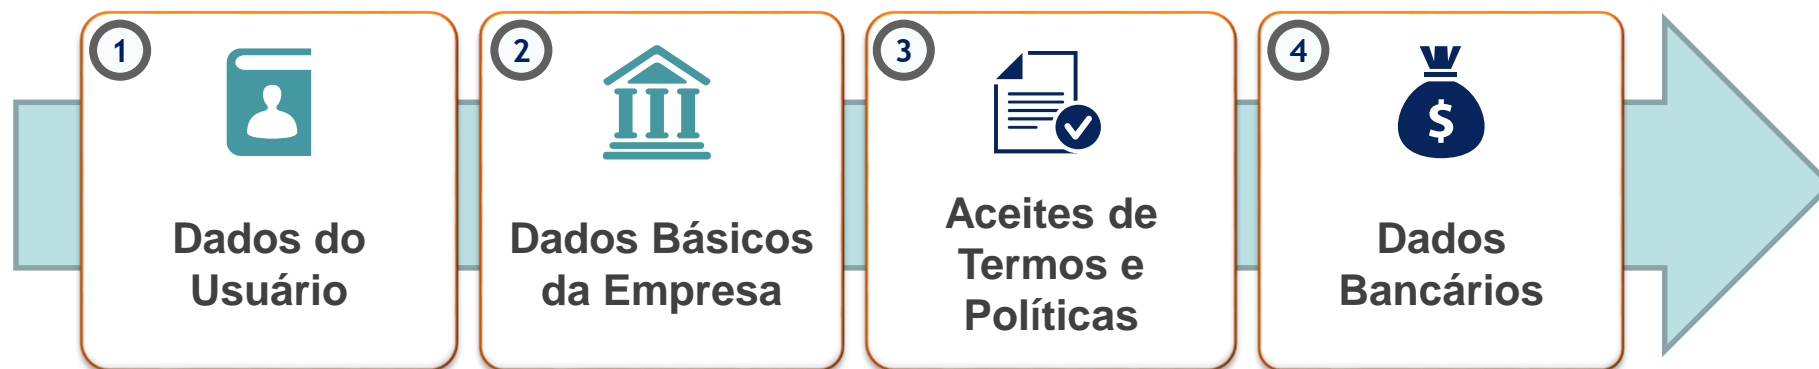 1
Dados do
Usuário
2
Dados Básicos
da Empresa
3
Aceites de
Termos e
Políticas
4
$
Dados
Bancários